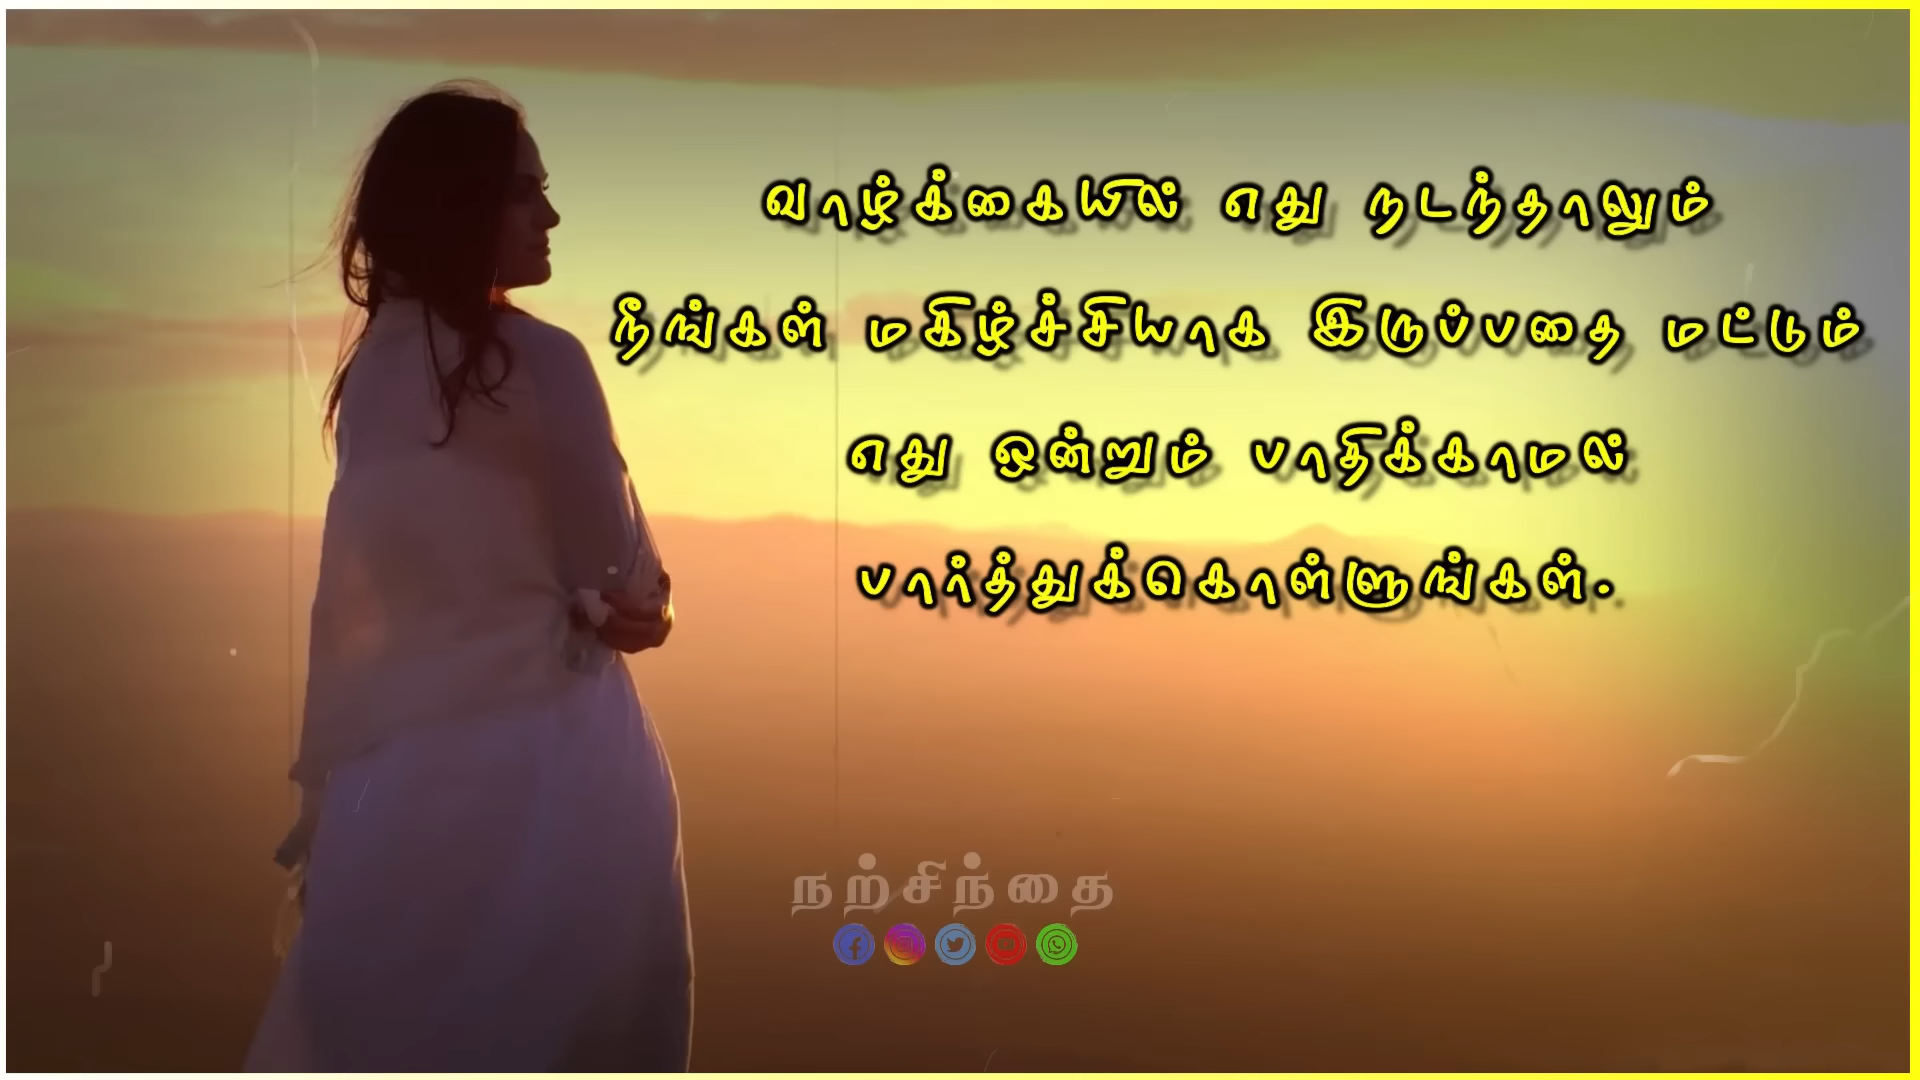 வாழ்க்கையில் எது நடந்தாலும்
நீங்கள் மகிழ்ச்சியாக இருப்பதை மட்டும்
எது ஒன்றும் பாதிக்காமல்
பார்த்துக்கொள்ளுங்கள்.
நற்சிந்தை